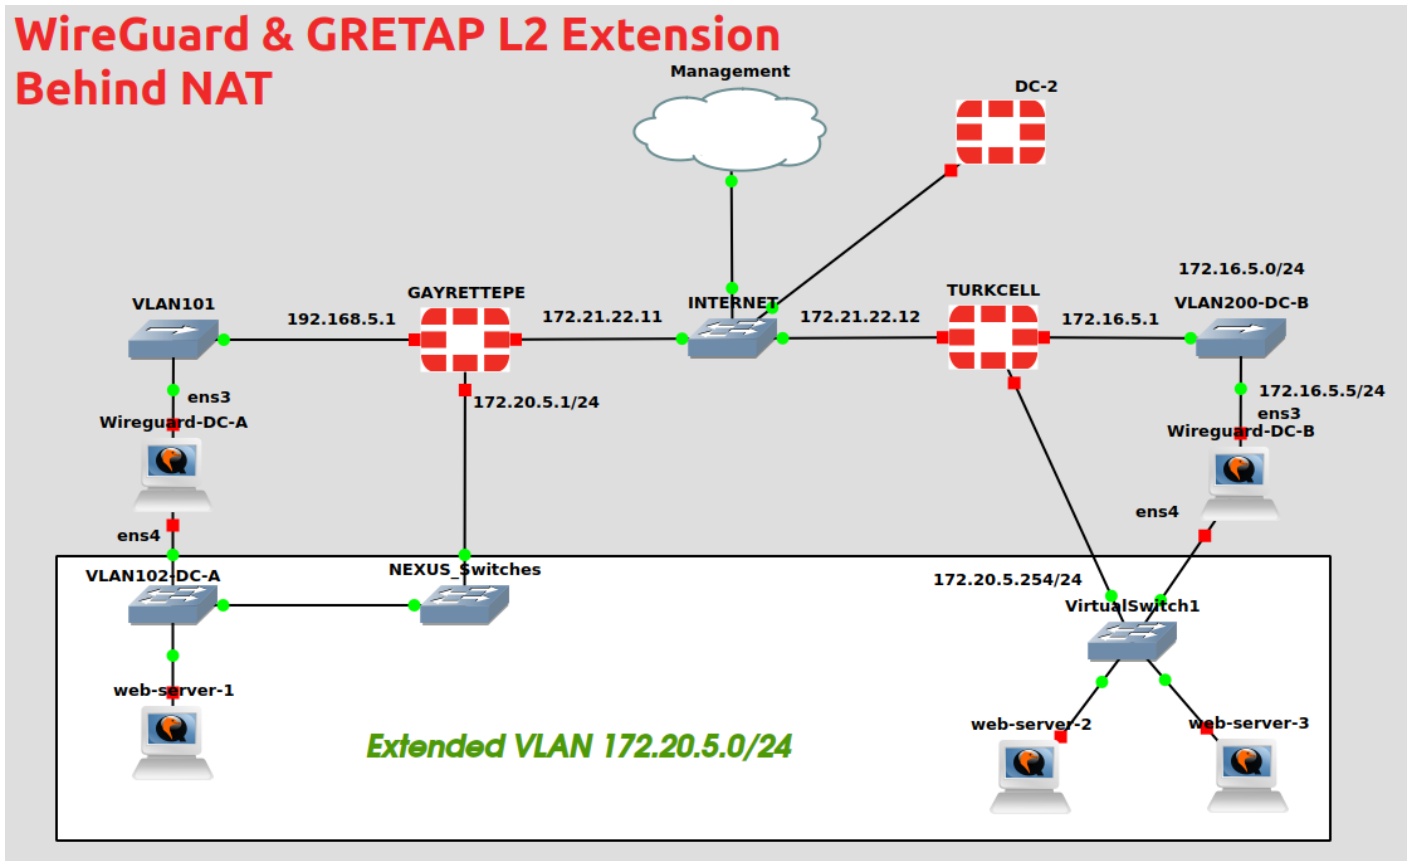 WireGuard & GRETAP L2 Extension
Behind NAT
Management
DC-2
172.16.5.0/24
VLAN101
GAYRETTEPE
INTERNET
TURKCELL
VLAN200-DC-B
192.168.5.1
172.21.22.11
172.21.22.12
172.16.5.1
ens3
172.20.5.1/24
172.16.5.5/24
ens3
Wireguard-DC-A
Wireguard-DC-B
ens4
ens4
VLAN102-DC-A
NEXUS_Switches
172.20.5.254/24
VirtualSwitch1
web-server-1
web-server-2
web-server-3
Extended VLAN 172.20.5.0/24